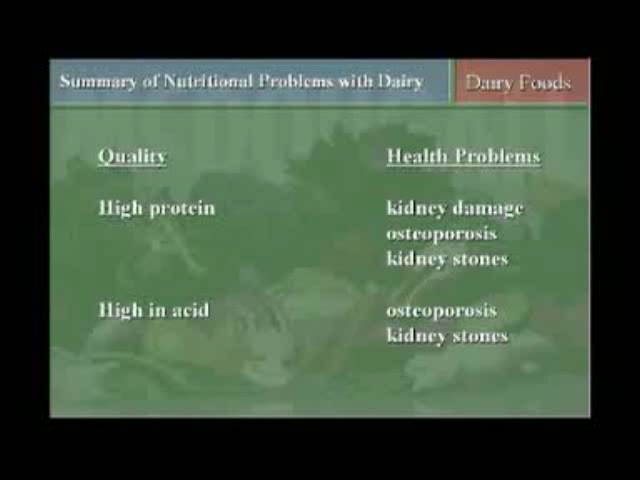 Summary of Nutritional Problems with Dairy
Dairy Foods
Quality Health Problems
High protein kidney damage
osteoporosis
kidney stones
High in acid osteoporosis
kidney stones